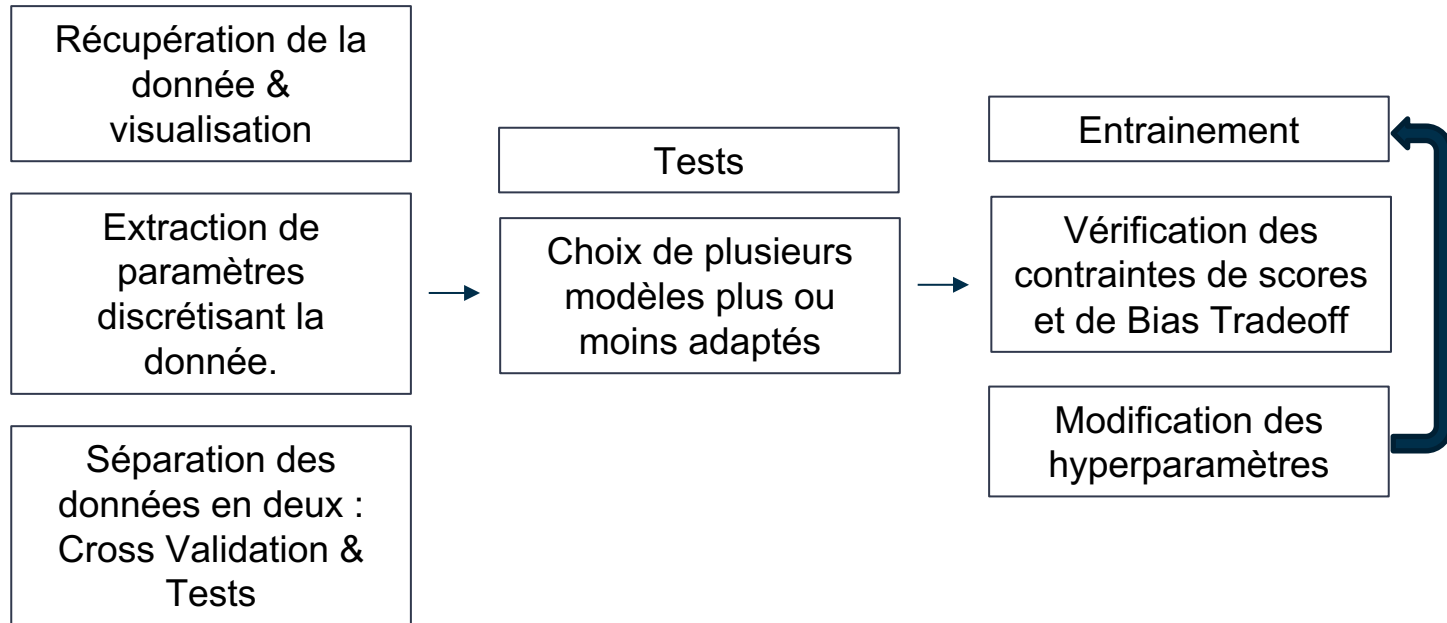 Récupération de la
donnée &
visualisation
Extraction de
paramètres
discrétisant la
donnée.
Séparation des
données en deux :
Cross Validation &
Tests
Tests
Choix de plusieurs
modèles plus ou
moins adaptés
Entrainement
Vérification des
contraintes de scores
et de Bias Tradeoff
Modification des
hyperparamètres